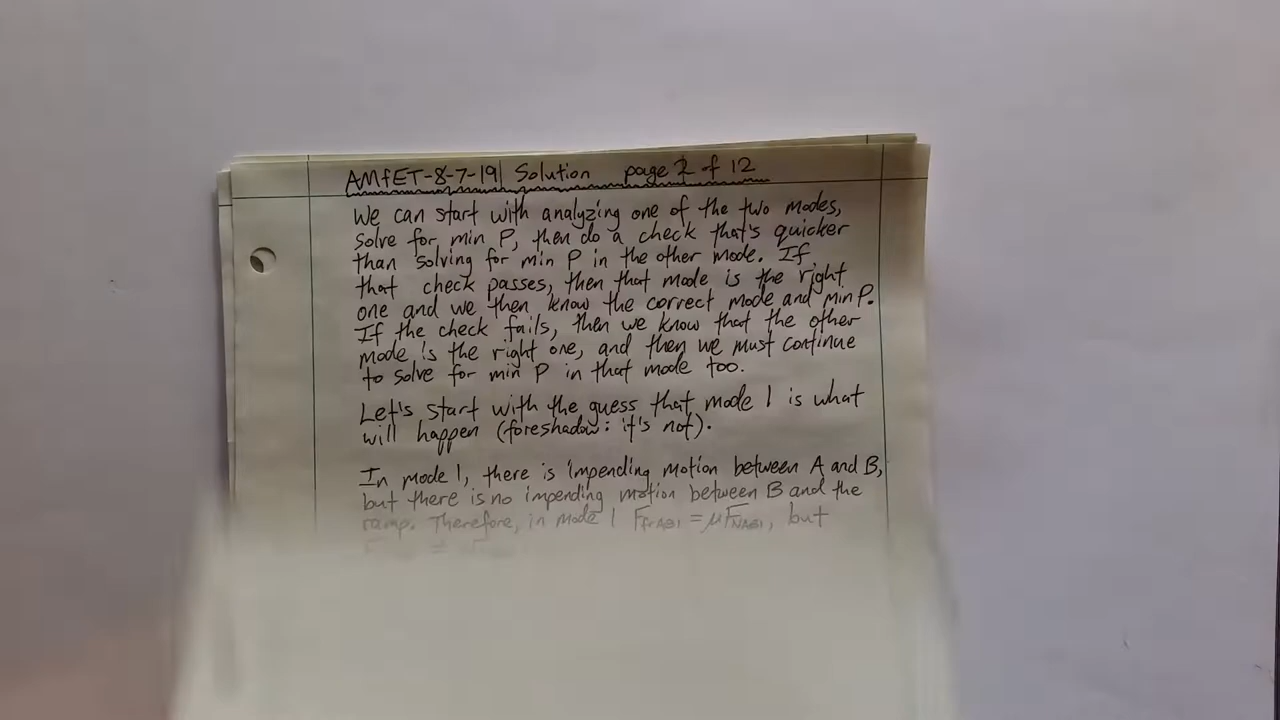 AMfET-8-7-19 | Solution page 2 of 12
We can start with analyzing one of the two modes,
solve for min P, then do a check that's quicker
than solving for min P in the other mode. If
that check passes, then that mode is the right
one and we then know the correct mode and min P.
If the check fails, then we know that the other
mode is the right one, and then we must continue
to solve for min P in that mode too.
Let's start with the guess that mode 1 is what
will happen (foreshadow: it's not).
In mode 1, there is impending motion between A and B,
but there is no impending motion between B and the
ramp. Therefore, in mode 1 F_FrAB1 = μF_NAB1, but